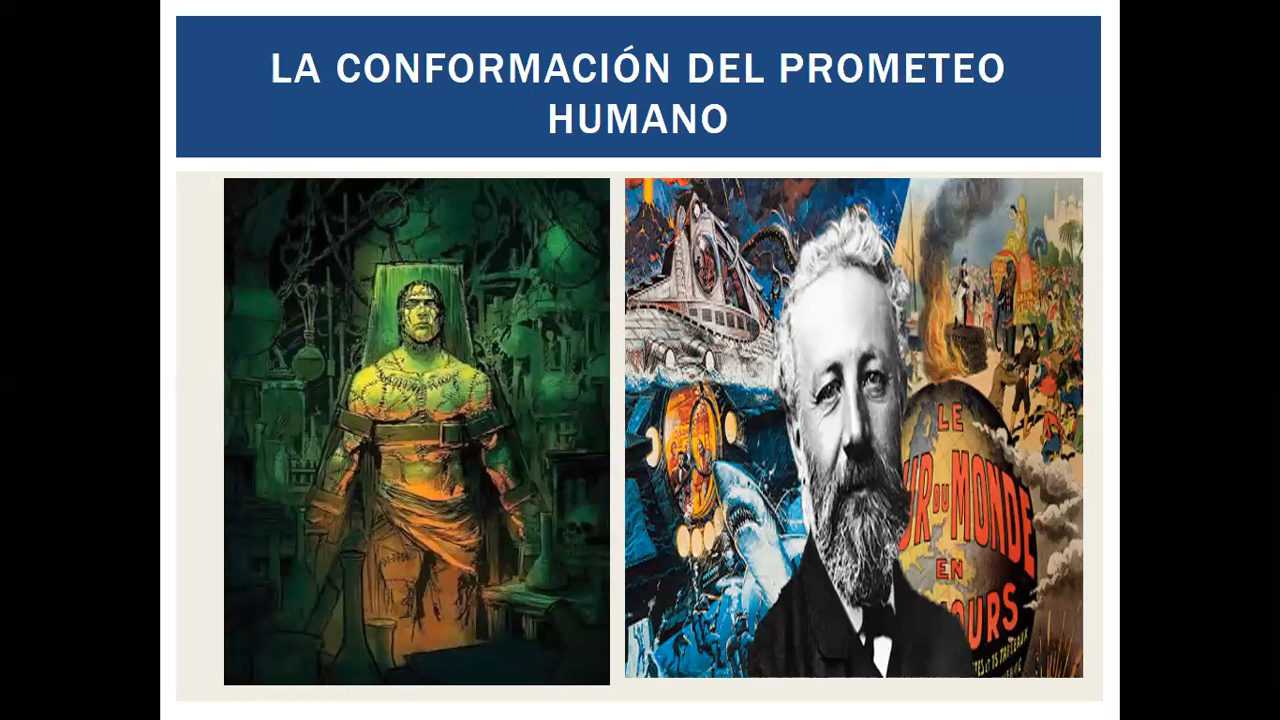 LA CONFORMACIÓN DEL PROMETEO
HUMANO
LE
DU MONDE
EN